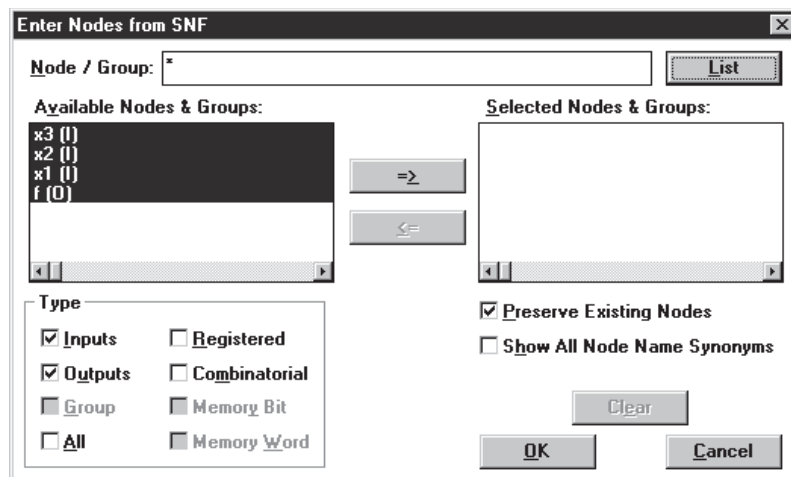 Enter Nodes from SNF
Node / Group: * List
Available Nodes & Groups:
x3 (I)
x2 (I)
x1 (I)
f (O)
=>
<=
Selected Nodes & Groups:
Type
Inputs Registered
Outputs Combinatorial
Group Memory Bit
All Memory Word
Preserve Existing Nodes
Show All Node Name Synonyms
Clear
OK Cancel